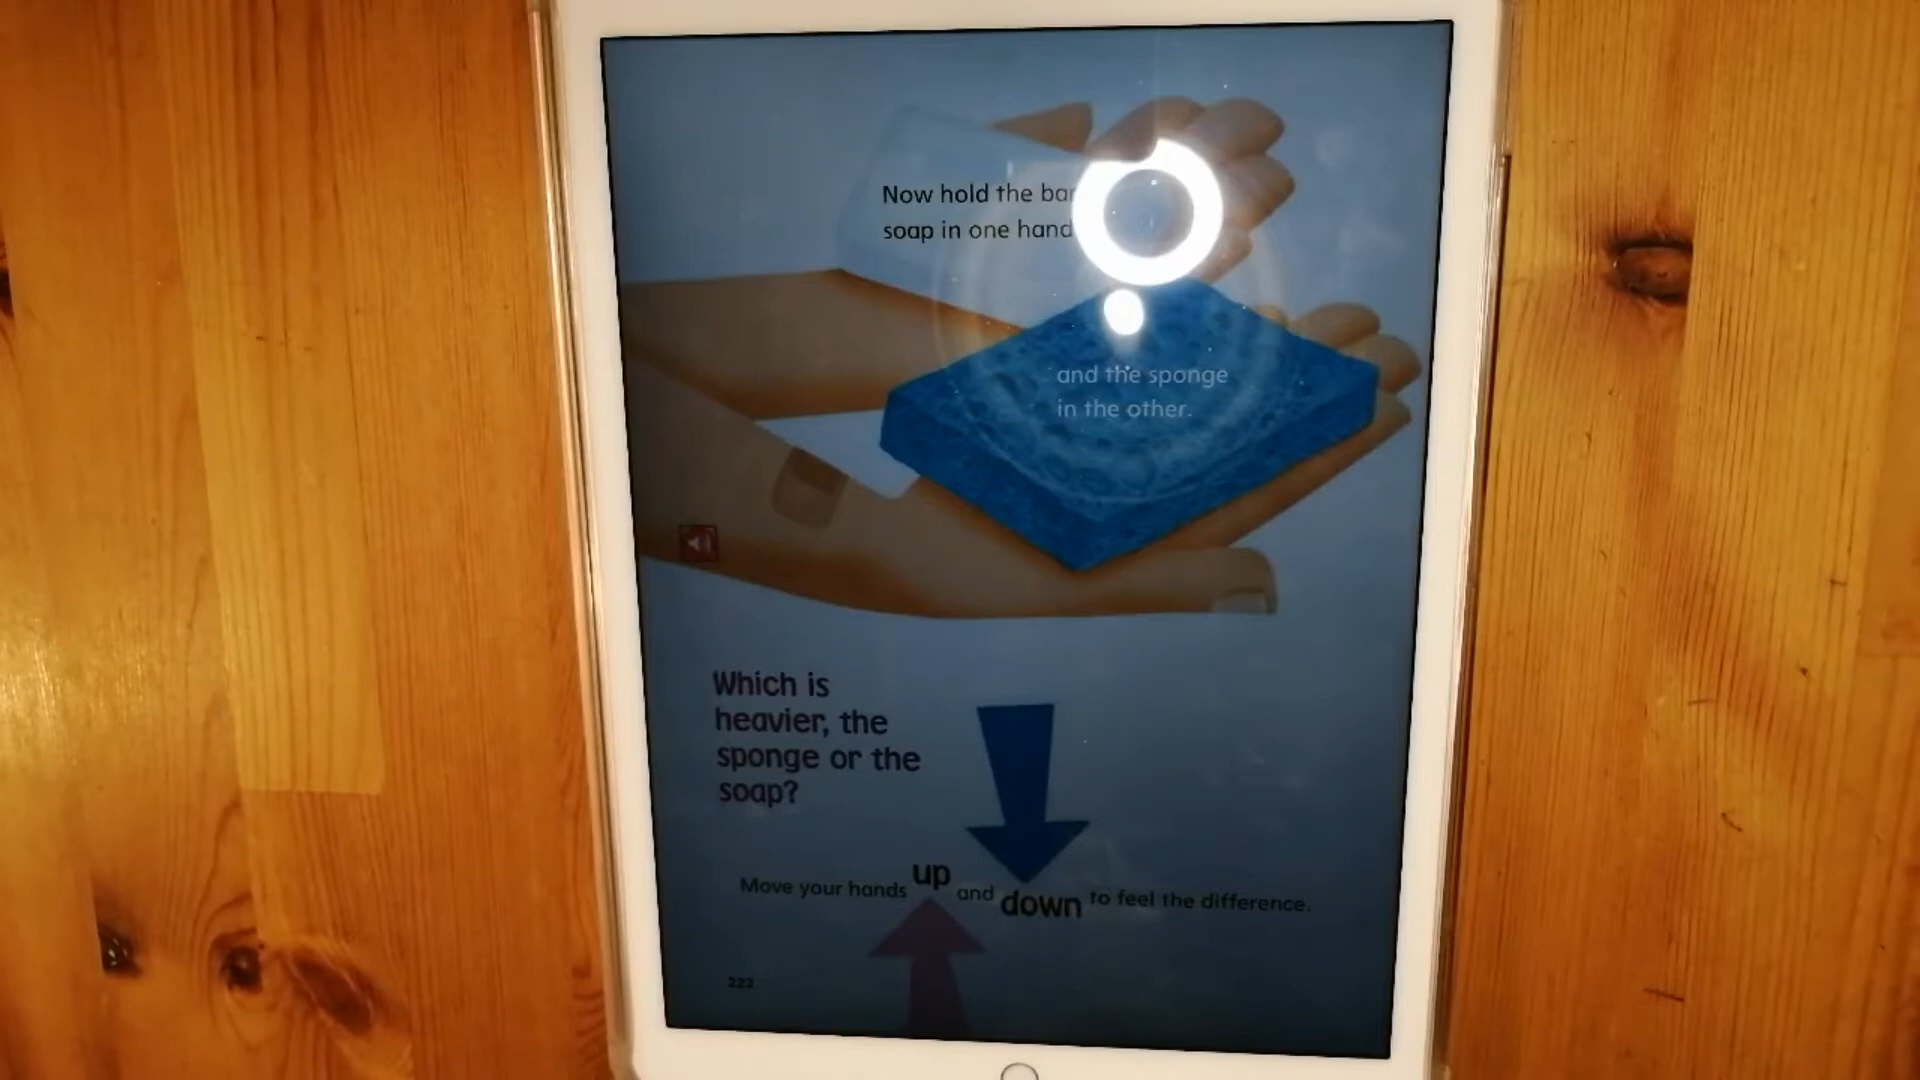 Now hold the bar
soap in one hand
and the sponge
in the other.
Which is
heavier, the
sponge or the
soap?
Move your hands up and down to feel the difference.
222